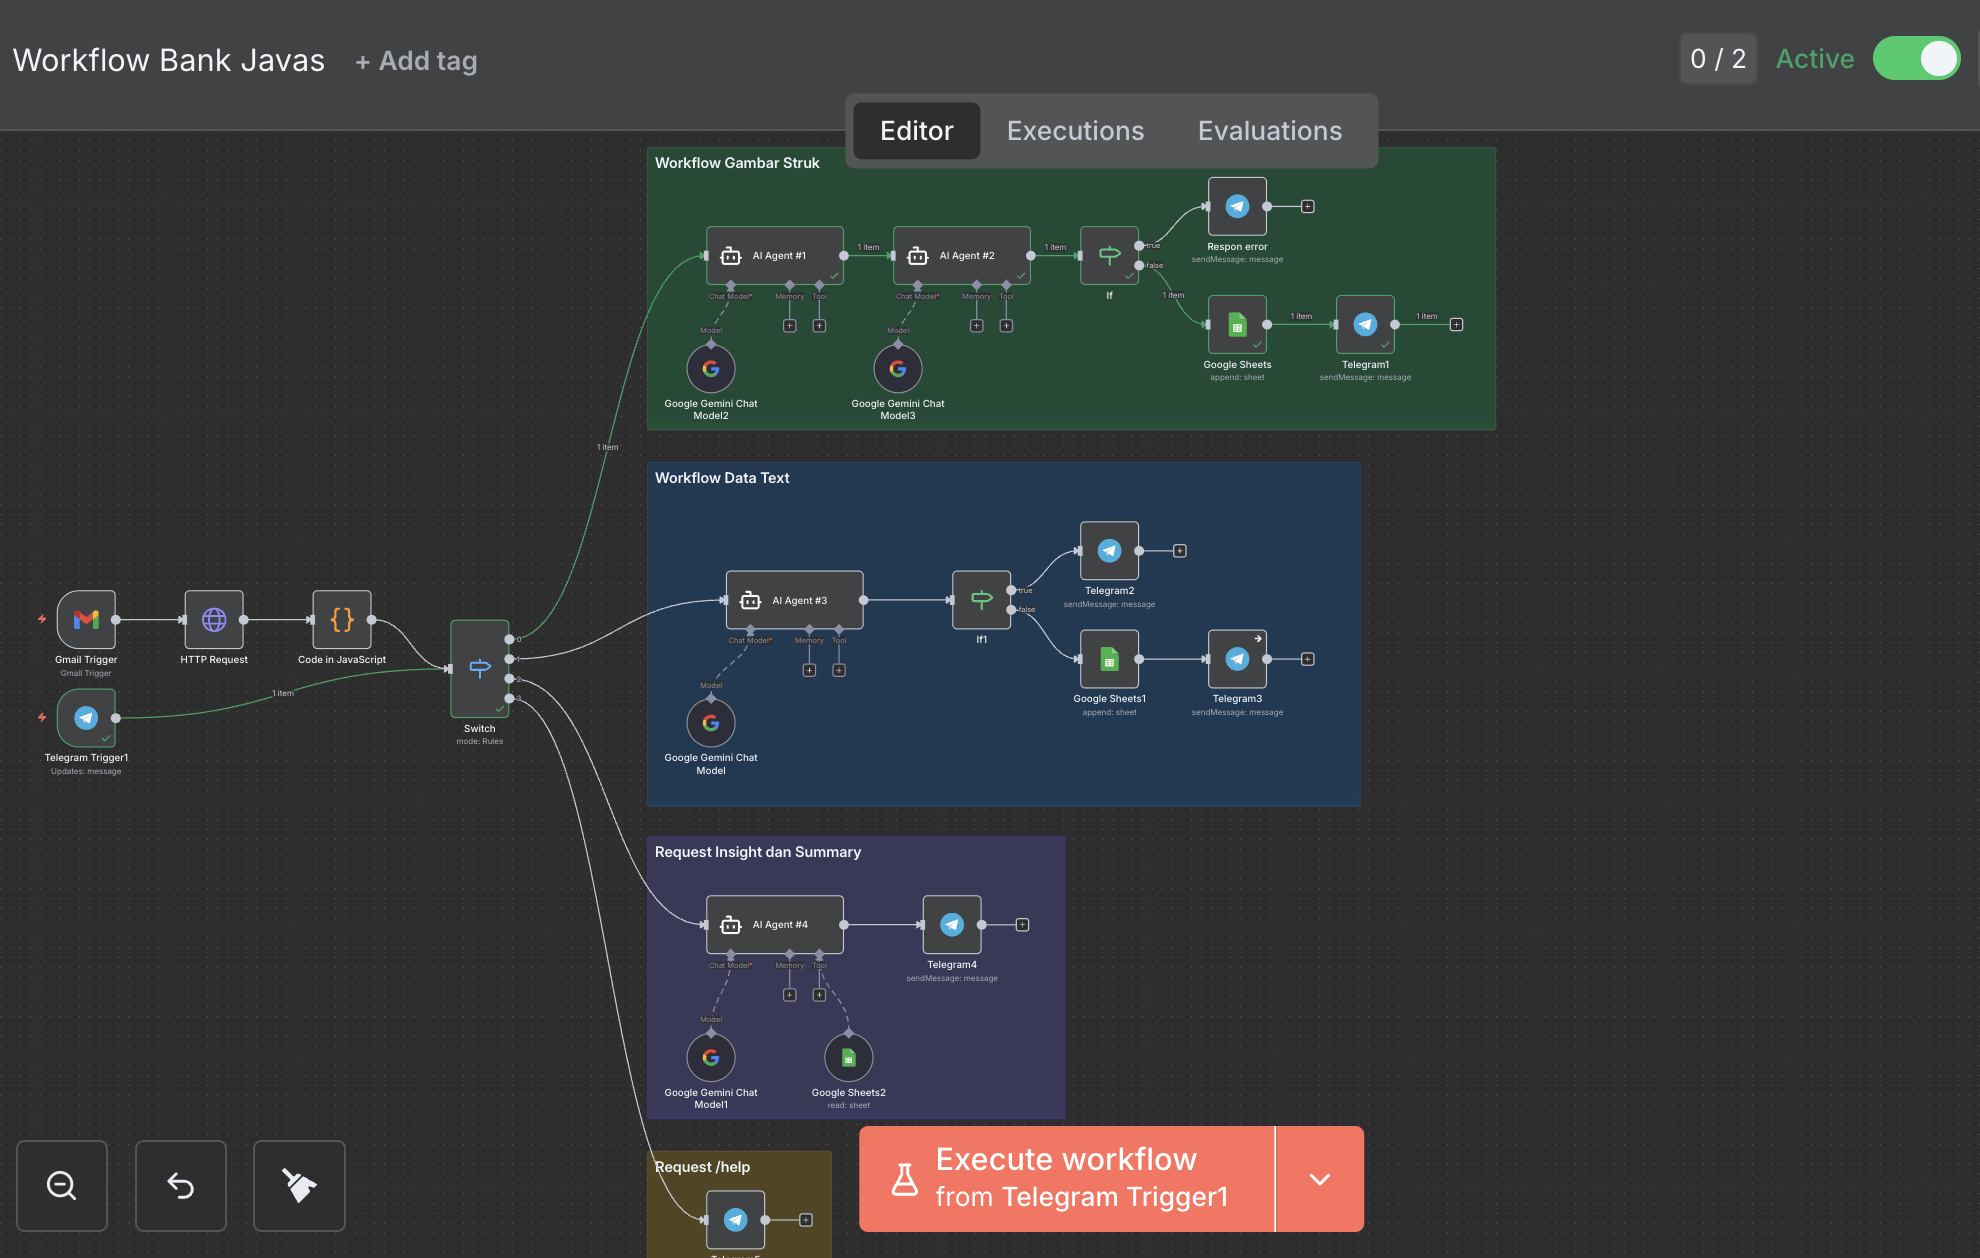 Workflow Bank Javas
+ Add tag
0 / 2
Active
Editor
Executions
Evaluations
Workflow Gambar Struk
Respon error
sendMessage: message
AI Agent #1
1 item
AI Agent #2
1 item
true
false
If
Chat Model*
Memory
Tool
Chat Model*
Memory
Tool
1 item
Model
Model
1 item
1 item
Google Sheets
append: sheet
Telegram1
sendMessage: message
Google Gemini Chat
Model2
Google Gemini Chat
Model3
1 item
Workflow Data Text
Telegram2
sendMessage: message
AI Agent #3
true
false
If1
Chat Model*
Memory
Tool
Model
Google Sheets1
append: sheet
Telegram3
sendMessage: message
Google Gemini Chat
Model
Gmail Trigger
Gmail Trigger
HTTP Request
Code in JavaScript
1 item
0
1
2
3
Switch
mode: Rules
Telegram Trigger1
Updates: message
Request Insight dan Summary
AI Agent #4
Chat Model*
Memory
Tool
Telegram4
sendMessage: message
Model
Google Gemini Chat
Model1
Google Sheets2
read: sheet
Request /help
Execute workflow
from Telegram Trigger1